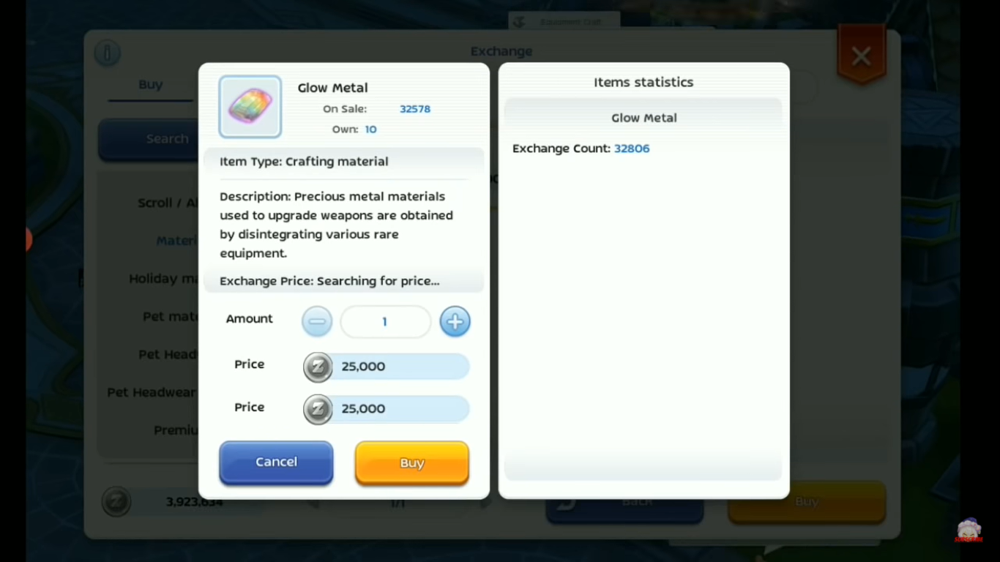 Equipment Craft
Exchange
Buy
Search
Scroll / Al
Materi
Holiday ma
Pet mate
Pet Head
Pet Headwear
Premiu
3,923,634
1/1
Back
Buy
Glow Metal
On Sale: 32578
Own: 10
Item Type: Crafting material
Description: Precious metal materials
used to upgrade weapons are obtained
by disintegrating various rare
equipment.
Exchange Price: Searching for price...
Amount 1
Price 25,000
Price 25,000
Cancel
Buy
Items statistics
Glow Metal
Exchange Count: 32806
SUBSCRIBE